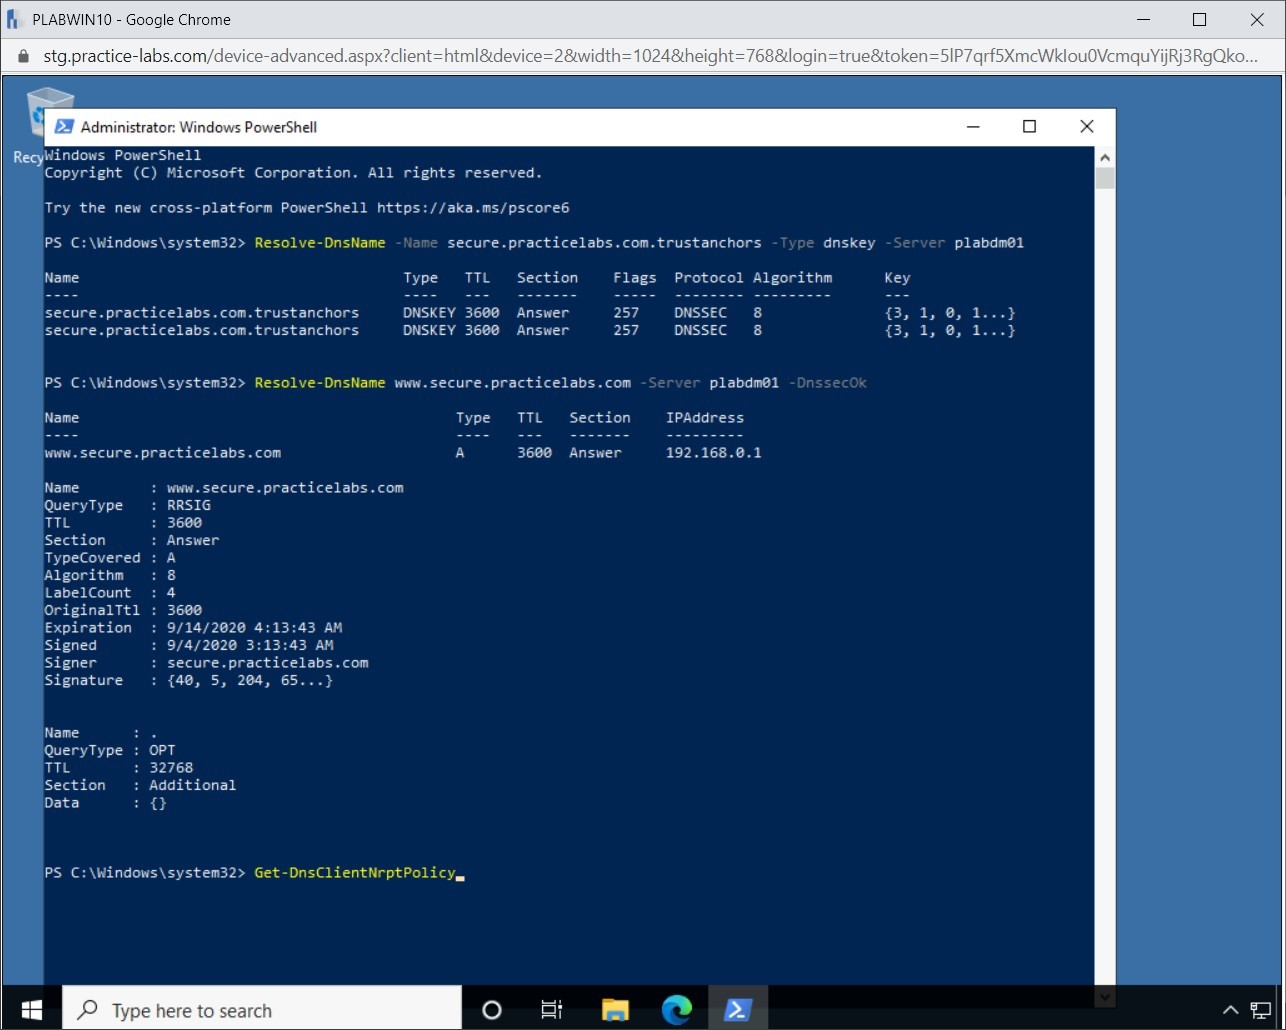 PLABWIN10 - Google Chrome
stg.practice-labs.com/device-advanced.aspx?client=html&device=2&width=1024&height=768&login=true&token=5lP7qrf5XmcWkIou0VcmquYijRj3RgQko...
Administrator: Windows PowerShell
Recy
Windows PowerShell
Copyright (C) Microsoft Corporation. All rights reserved.
Try the new cross-platform PowerShell https://aka.ms/pscore6
PS C:\Windows\system32> Resolve-DnsName -Name secure.practicelabs.com.trustanchors -Type dnskey -Server plabdm01
Name Type TTL Section Flags Protocol Algorithm Key
---- ---- --- ------- ----- -------- --------- ---
secure.practicelabs.com.trustanchors DNSKEY 3600 Answer 257 DNSSEC 8 {3, 1, 0, 1...}
secure.practicelabs.com.trustanchors DNSKEY 3600 Answer 257 DNSSEC 8 {3, 1, 0, 1...}
PS C:\Windows\system32> Resolve-DnsName www.secure.practicelabs.com -Server plabdm01 -DnssecOk
Name Type TTL Section IPAddress
---- ---- --- ------- ---------
www.secure.practicelabs.com A 3600 Answer 192.168.0.1
Name : www.secure.practicelabs.com
QueryType : RRSIG
TTL : 3600
Section : Answer
TypeCovered : A
Algorithm : 8
LabelCount : 4
OriginalTtl : 3600
Expiration : 9/14/2020 4:13:43 AM
Signed : 9/4/2020 3:13:43 AM
Signer : secure.practicelabs.com
Signature : {40, 5, 204, 65...}
Name : .
QueryType : OPT
TTL : 32768
Section : Additional
Data : {}
PS C:\Windows\system32> Get-DnsClientNrptPolicy_
Type here to search